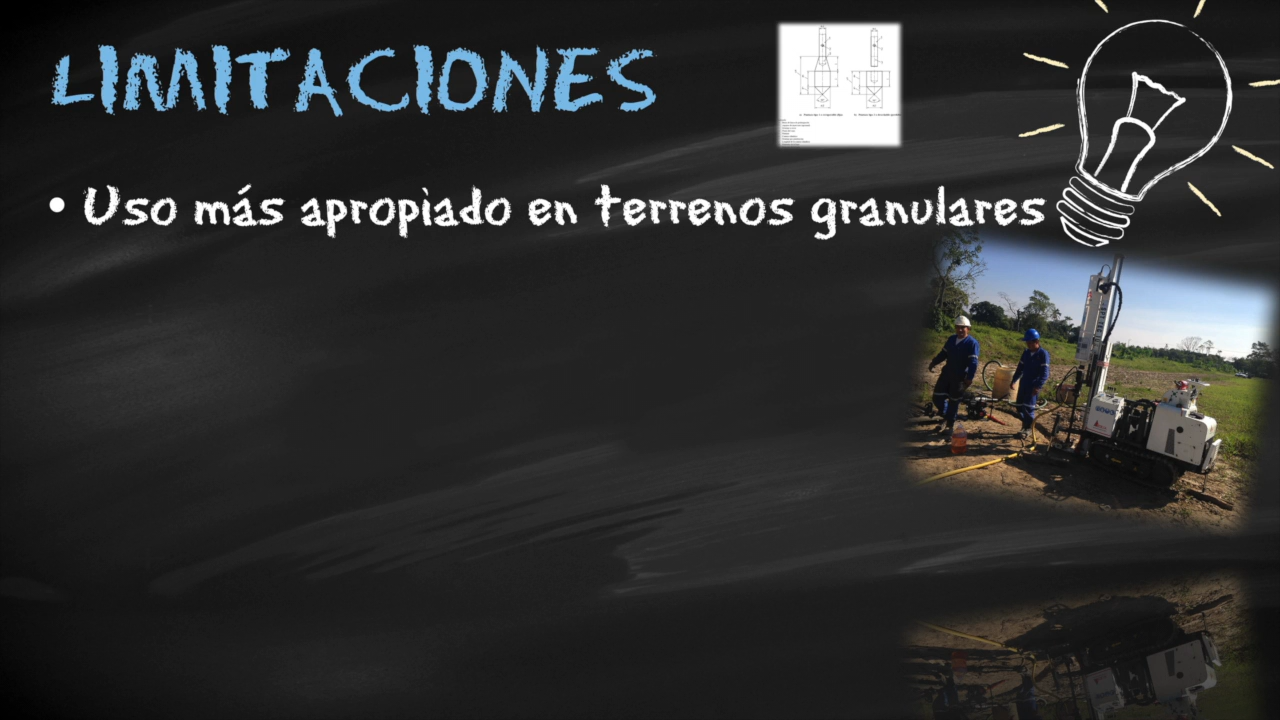 LIMITACIONES
• Uso más apropiado en terrenos granulares